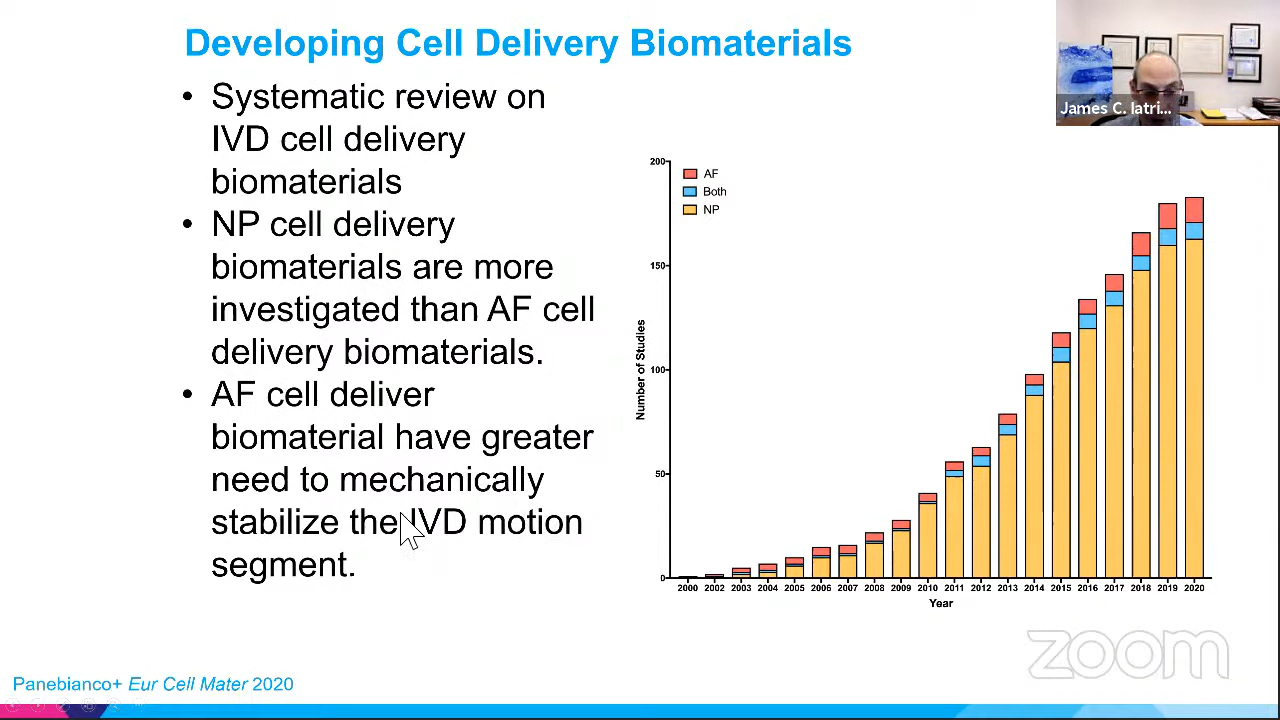 Developing Cell Delivery Biomaterials
• Systematic review on
IVD cell delivery
biomaterials
• NP cell delivery
biomaterials are more
investigated than AF cell
delivery biomaterials.
• AF cell deliver
biomaterial have greater
need to mechanically
stabilize the IVD motion
segment.
Panebianco+ Eur Cell Mater 2020
James C. Iatri...
AF
Both
NP
Number of Studies
200
150
100
50
0
2000 2002 2003 2004 2005 2006 2007 2008 2009 2010 2011 2012 2013 2014 2015 2016 2017 2018 2019 2020
Year
zoom